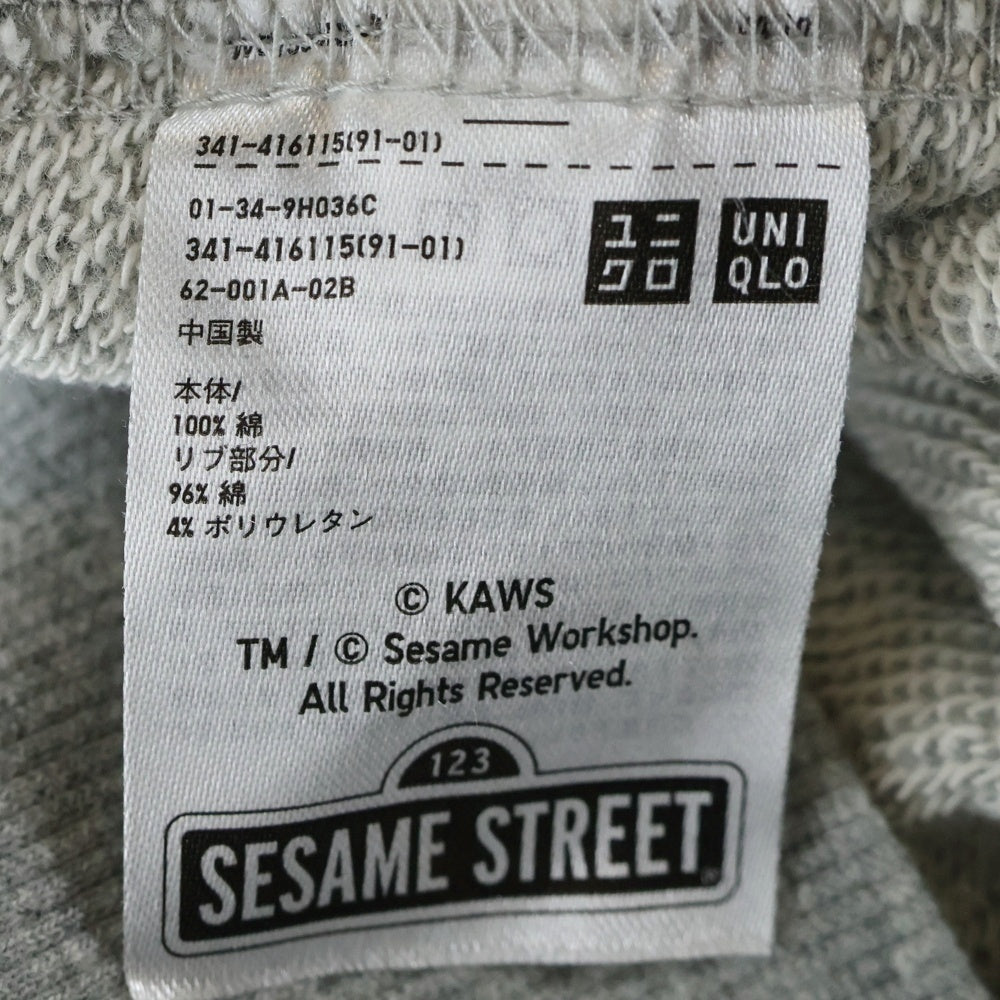 341-416115(91-01)
01-34-9H036C
341-416115(91-01)
62-001A-02B
中国製
ユニ
クロ
UNI
QLO
本体/
100% 綿
リブ部分/
96% 綿
4% ポリウレタン
© KAWS
TM / © Sesame Workshop.
All Rights Reserved.
123
SESAME STREET®